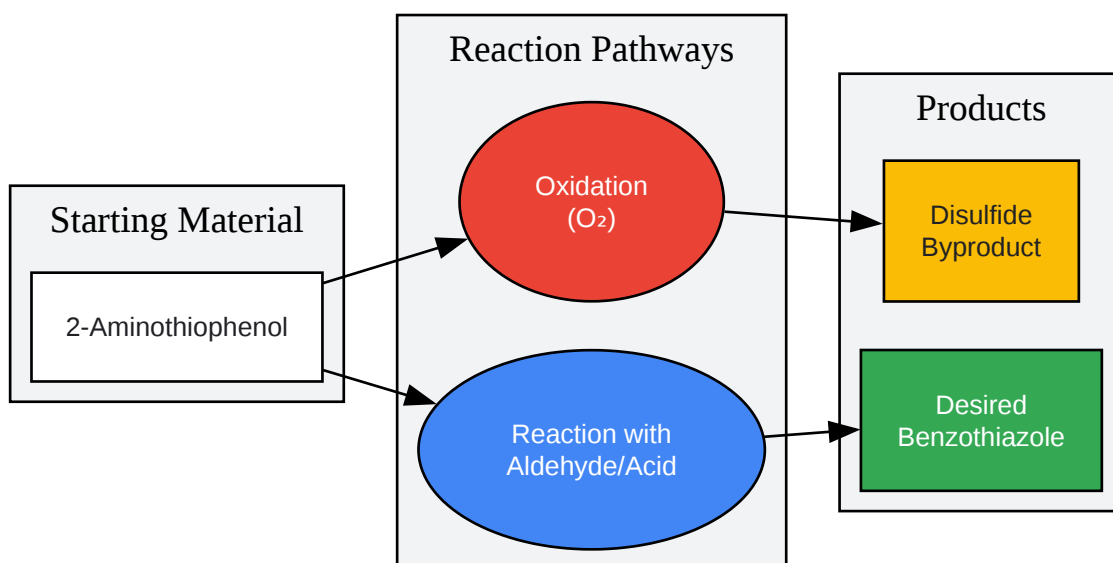 Starting Material
2-Aminothiophenol
Reaction Pathways
Oxidation
(O₂)
Reaction with
Aldehyde/Acid
Products
Disulfide
Byproduct
Desired
Benzothiazole